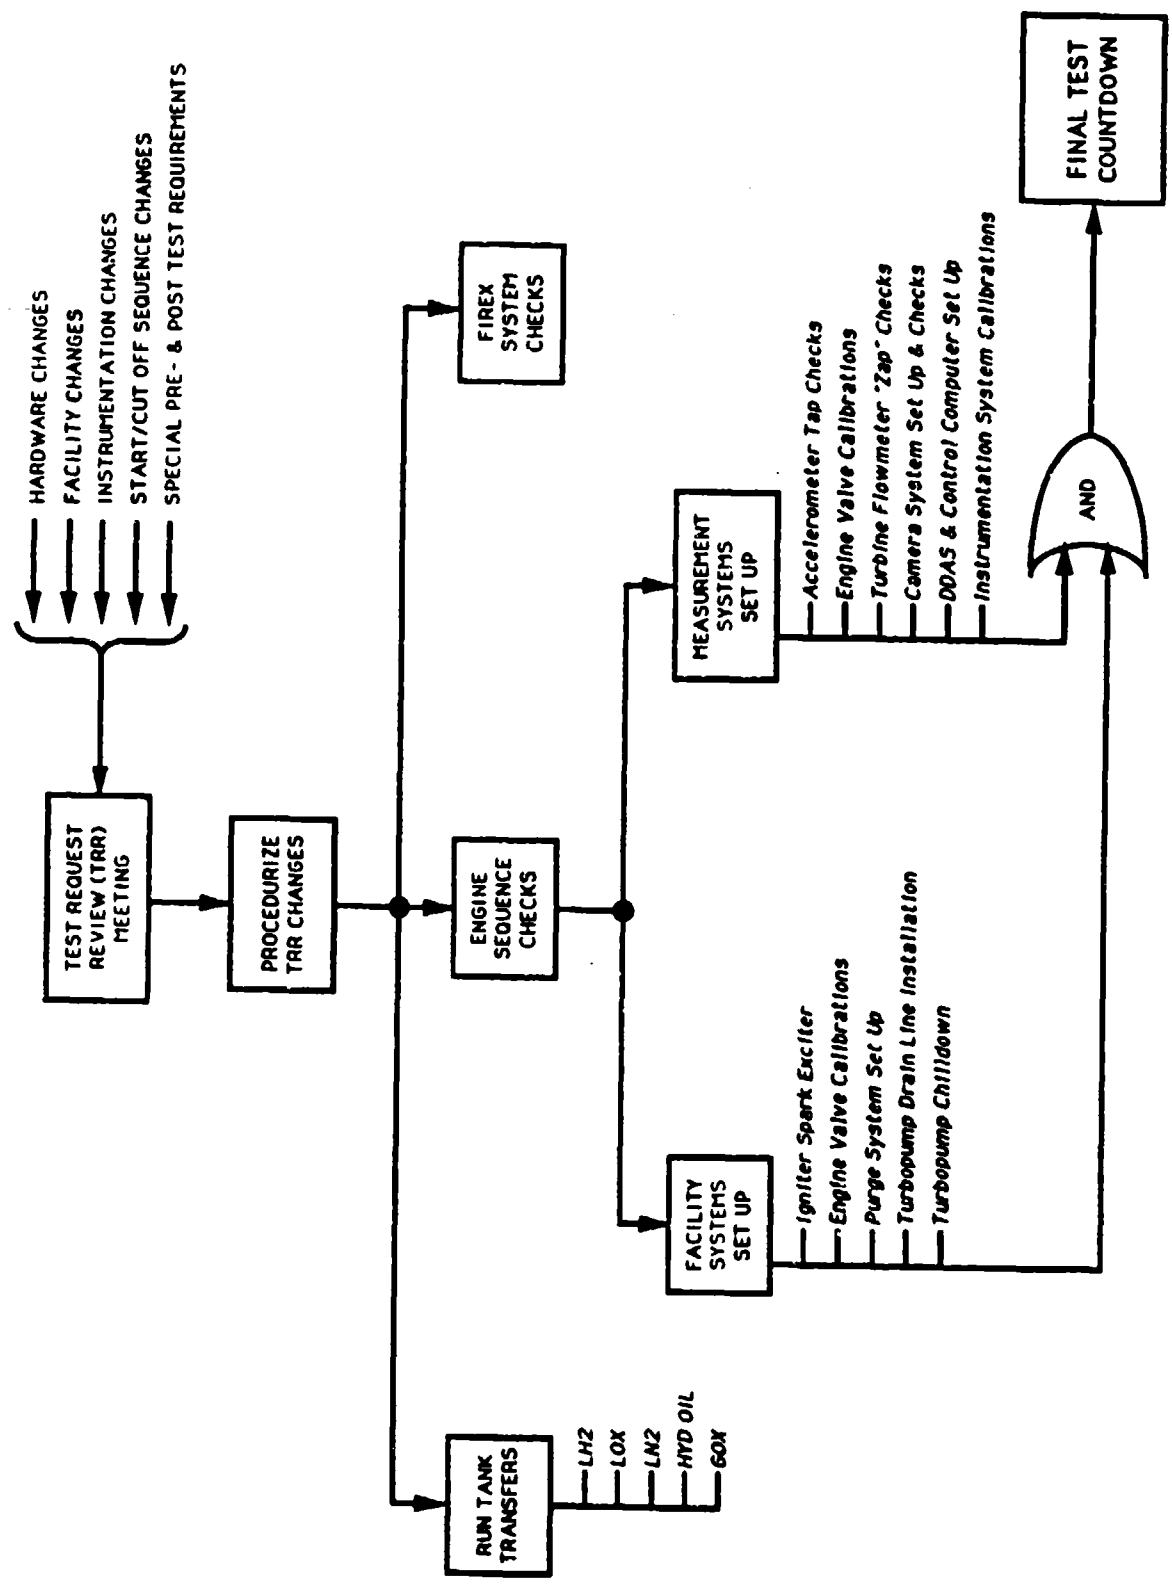 HARDWARE CHANGES
FACILITY CHANGES
INSTRUMENTATION CHANGES
START/CUT OFF SEQUENCE CHANGES
SPECIAL PRE- & POST TEST REQUIREMENTS
TEST REQUEST
REVIEW (TRR)
MEETING
PROCEDURIZE
TRR CHANGES
RUN TANK
TRANSFERS
LH2
LOX
LN2
HYD OIL
GOX
ENGINE
SEQUENCE
CHECKS
FIREX
SYSTEM
CHECKS
FACILITY
SYSTEMS
SET UP
Igniter Spark Exciter
Engine Valve Calibrations
Purge System Set Up
Turbopump Drain Line Installation
Turbopump Chilldown
MEASUREMENT
SYSTEMS
SET UP
Accelerometer Tap Checks
Engine Valve Calibrations
Turbine Flowmeter "Zap" Checks
Camera System Set Up & Checks
DDAS & Control Computer Set Up
Instrumentation System Calibrations
AND
FINAL TEST
COUNTDOWN